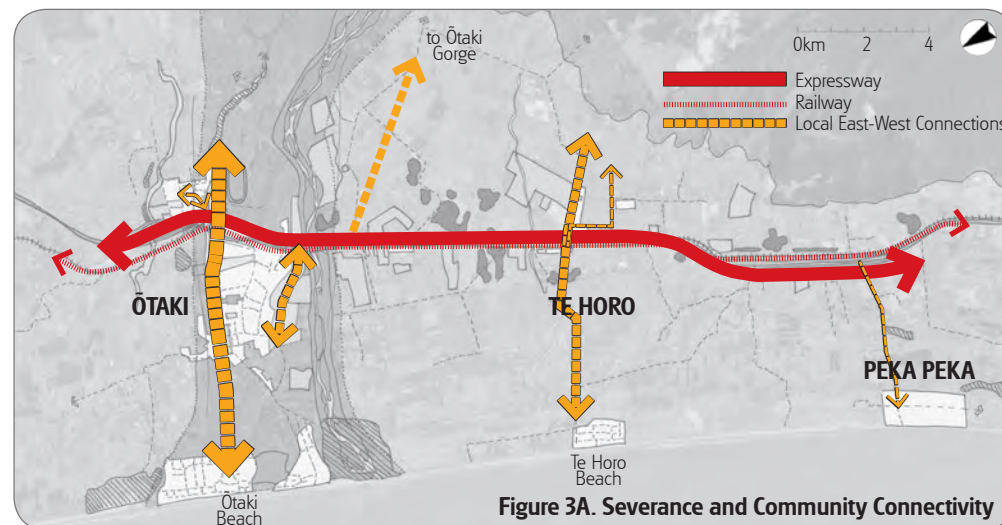 to Ōtaki
Gorge
0km 2 4
Expressway
Railway
Local East-West Connections
ŌTAKI
TE HORO
PEKA PEKA
Ōtaki
Beach
Te Horo
Beach
Figure 3A. Severance and Community Connectivity